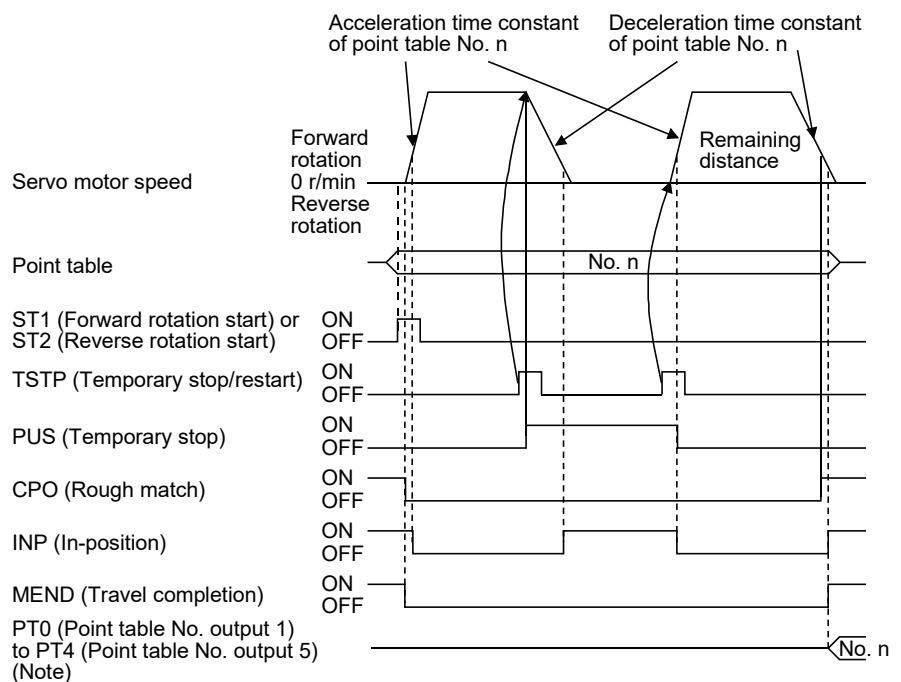 Acceleration time constant
of point table No. n
Deceleration time constant
of point table No. n
Forward
rotation
0 r/min
Reverse
rotation
Remaining
distance
Servo motor speed
Point table
No. n
ST1 (Forward rotation start) or
ST2 (Reverse rotation start)
ON
OFF
TSTP (Temporary stop/restart)
ON
OFF
PUS (Temporary stop)
ON
OFF
CPO (Rough match)
ON
OFF
INP (In-position)
ON
OFF
MEND (Travel completion)
ON
OFF
PT0 (Point table No. output 1)
to PT4 (Point table No. output 5)
(Note)
No. n